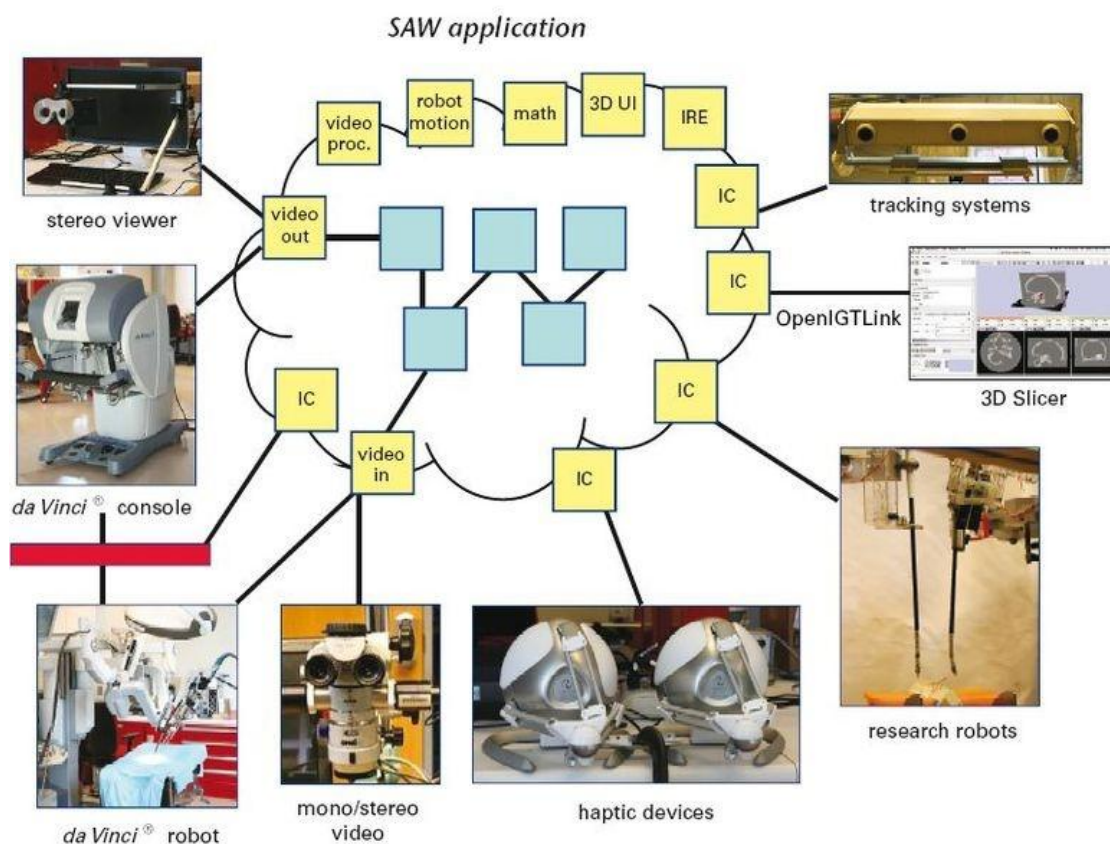 SAW application
video
proc.
robot
motion
math
3D UI
IRE
IC
tracking systems
stereo viewer
video
out
IC
OpenIGTLink
3D Slicer
da Vinci ® console
IC
video
in
IC
IC
research robots
da Vinci ® robot
mono/stereo
video
haptic devices